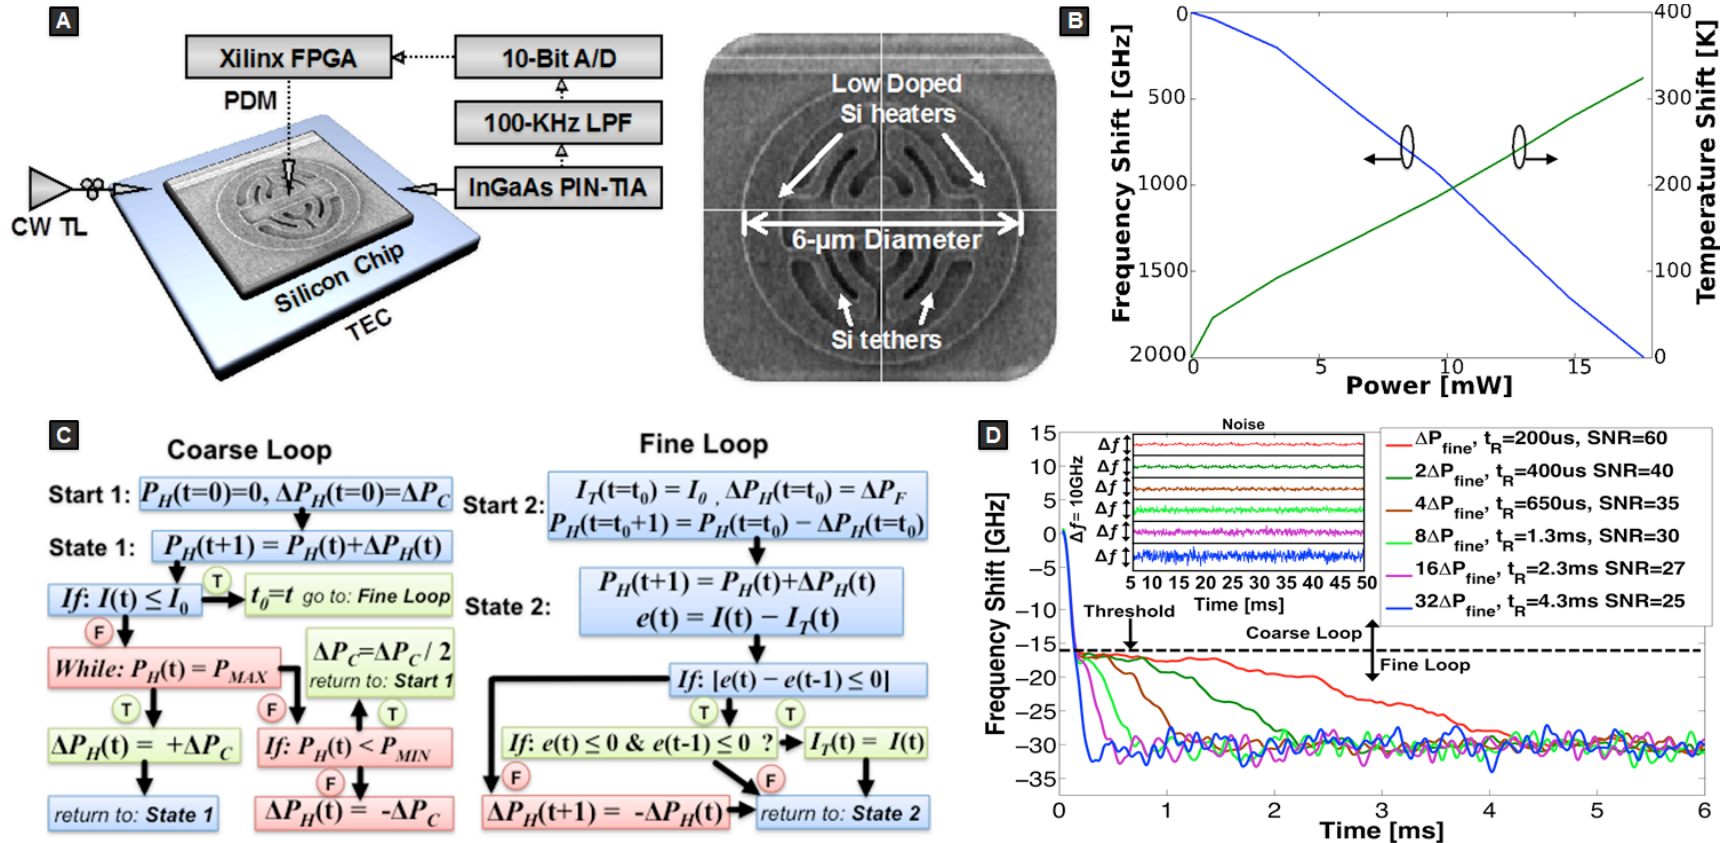 A
Xilinx FPGA
10-Bit A/D
PDM
100-KHz LPF
InGaAs PIN-TIA
CW TL
Silicon Chip
TEC
Low Doped
Si heaters
6-μm Diameter
Si tethers
B
Frequency Shift [GHz]
0
500
1000
1500
2000
0
5
10
15
Power [mW]
400
300
200
100
0
Temperature Shift [K]
C
Coarse Loop
Start 1:
P_H(t=0)=0, ΔP_H(t=0)=ΔP_C
State 1:
P_H(t+1) = P_H(t)+ΔP_H(t)
If: I(t) ≤ I_0
T
t_0=t go to: Fine Loop
F
While: P_H(t) = P_MAX
ΔP_C=ΔP_C / 2
return to: Start 1
T
F
T
ΔP_H(t) = +ΔP_C
If: P_H(t) < P_MIN
F
return to: State 1
ΔP_H(t) = -ΔP_C
Fine Loop
Start 2:
I_T(t=t_0) = I_0 , ΔP_H(t=t_0) = ΔP_F
P_H(t=t_0+1) = P_H(t=t_0) − ΔP_H(t=t_0)
State 2:
P_H(t+1) = P_H(t)+ΔP_H(t)
e(t) = I(t) − I_T(t)
If: [e(t) − e(t-1) ≤ 0]
T
T
If: e(t) ≤ 0 & e(t-1) ≤ 0 ?
I_T(t) = I(t)
F
F
ΔP_H(t+1) = -ΔP_H(t)
return to: State 2
D
Frequency Shift [GHz]
15
10
5
0
−5
−10
−15
−20
−25
−30
−35
0
1
2
3
4
5
6
Time [ms]
Noise
Δf = 10GHz
Δf
Δf
Δf
Δf
Δf
Δf
5 10 15 20 25 30 35 40 45 50
Time [ms]
ΔP_fine, t_R=200us, SNR=60
2ΔP_fine, t_R=400us SNR=40
4ΔP_fine, t_R=650us, SNR=35
8ΔP_fine, t_R=1.3ms, SNR=30
16ΔP_fine, t_R=2.3ms SNR=27
32ΔP_fine, t_R=4.3ms SNR=25
Threshold
Coarse Loop
Fine Loop